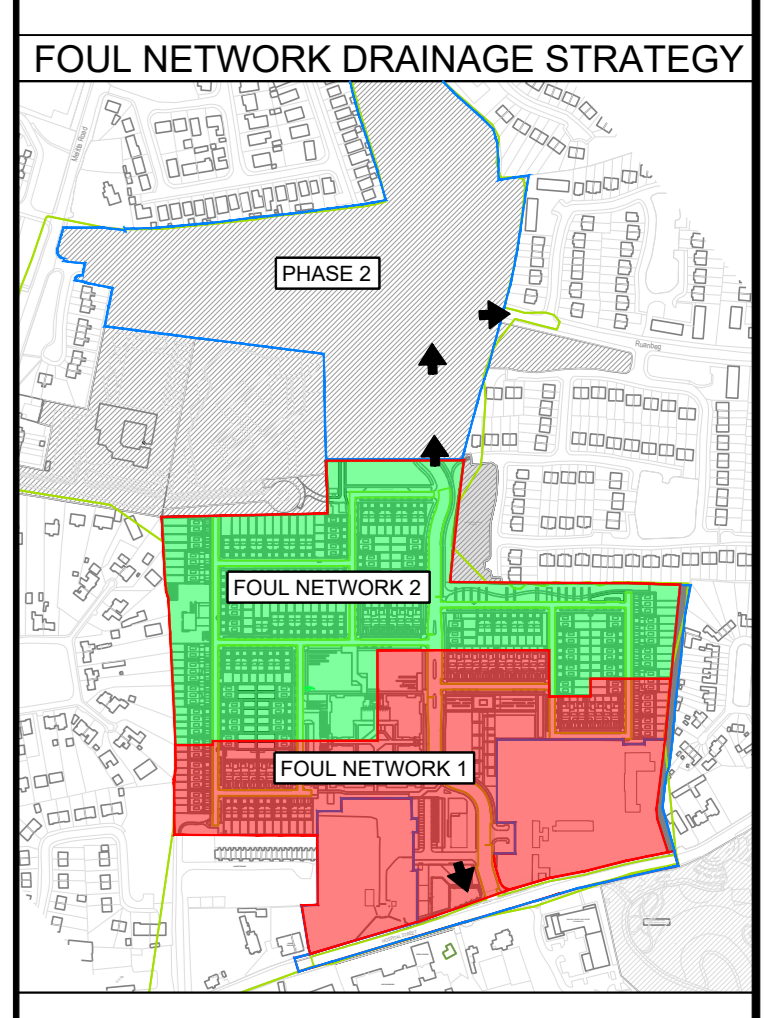 FOUL NETWORK DRAINAGE STRATEGY
PHASE 2
FOUL NETWORK 2
FOUL NETWORK 1